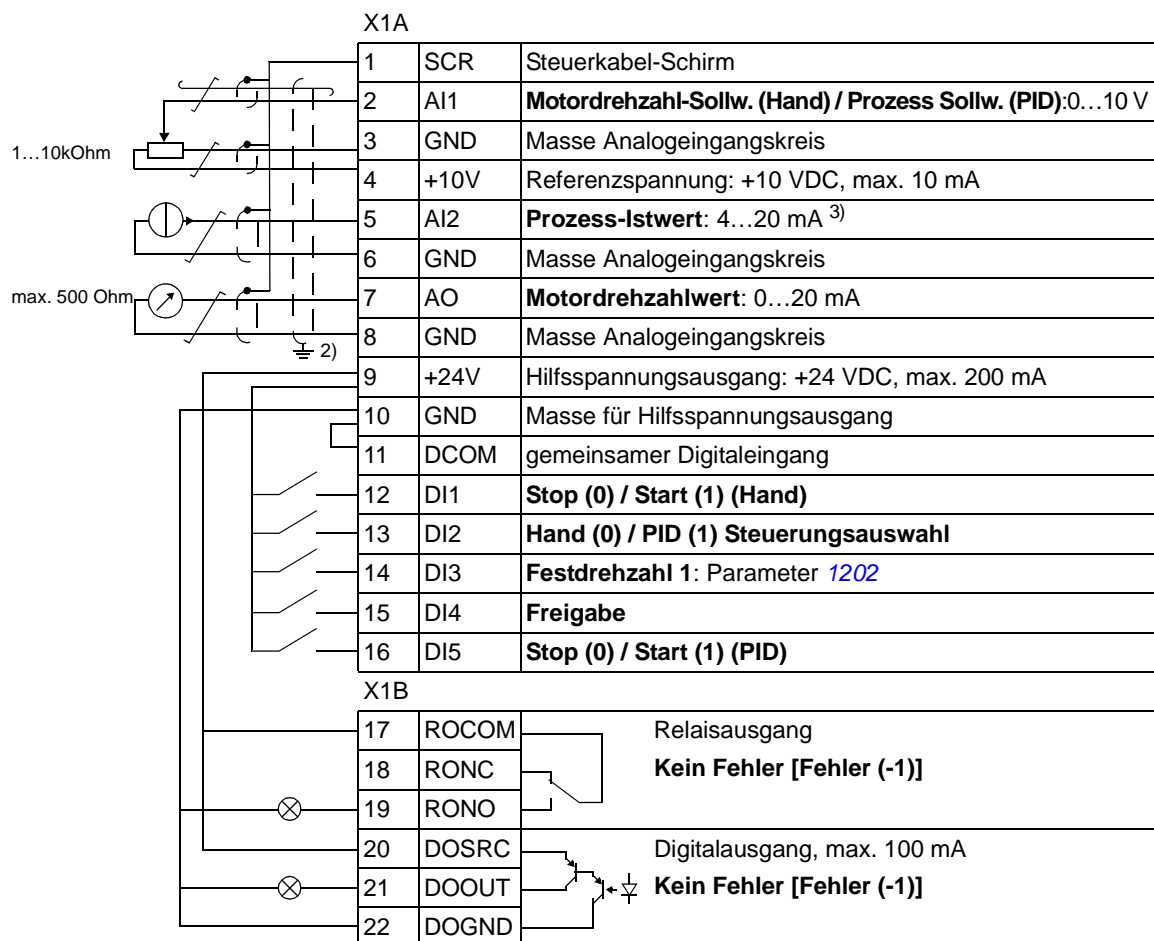 X1A
1 SCR Steuerkabel-Schirm
2 AI1 Motordrehzahl-Sollw. (Hand) / Prozess Sollw. (PID):0…10 V
1…10kOhm
3 GND Masse Analogeingangskreis
4 +10V Referenzspannung: +10 VDC, max. 10 mA
5 AI2 Prozess-Istwert: 4…20 mA 3)
6 GND Masse Analogeingangskreis
max. 500 Ohm
7 AO Motordrehzahlwert: 0…20 mA
8 GND Masse Analogeingangskreis
2)
9 +24V Hilfsspannungsausgang: +24 VDC, max. 200 mA
10 GND Masse für Hilfsspannungsausgang
11 DCOM gemeinsamer Digitaleingang
12 DI1 Stop (0) / Start (1) (Hand)
13 DI2 Hand (0) / PID (1) Steuerungsauswahl
14 DI3 Festdrehzahl 1: Parameter 1202
15 DI4 Freigabe
16 DI5 Stop (0) / Start (1) (PID)
X1B
17 ROCOM Relaisausgang
18 RONC Kein Fehler [Fehler (-1)]
19 RONO
20 DOSRC Digitalausgang, max. 100 mA
21 DOOUT Kein Fehler [Fehler (-1)]
22 DOGND